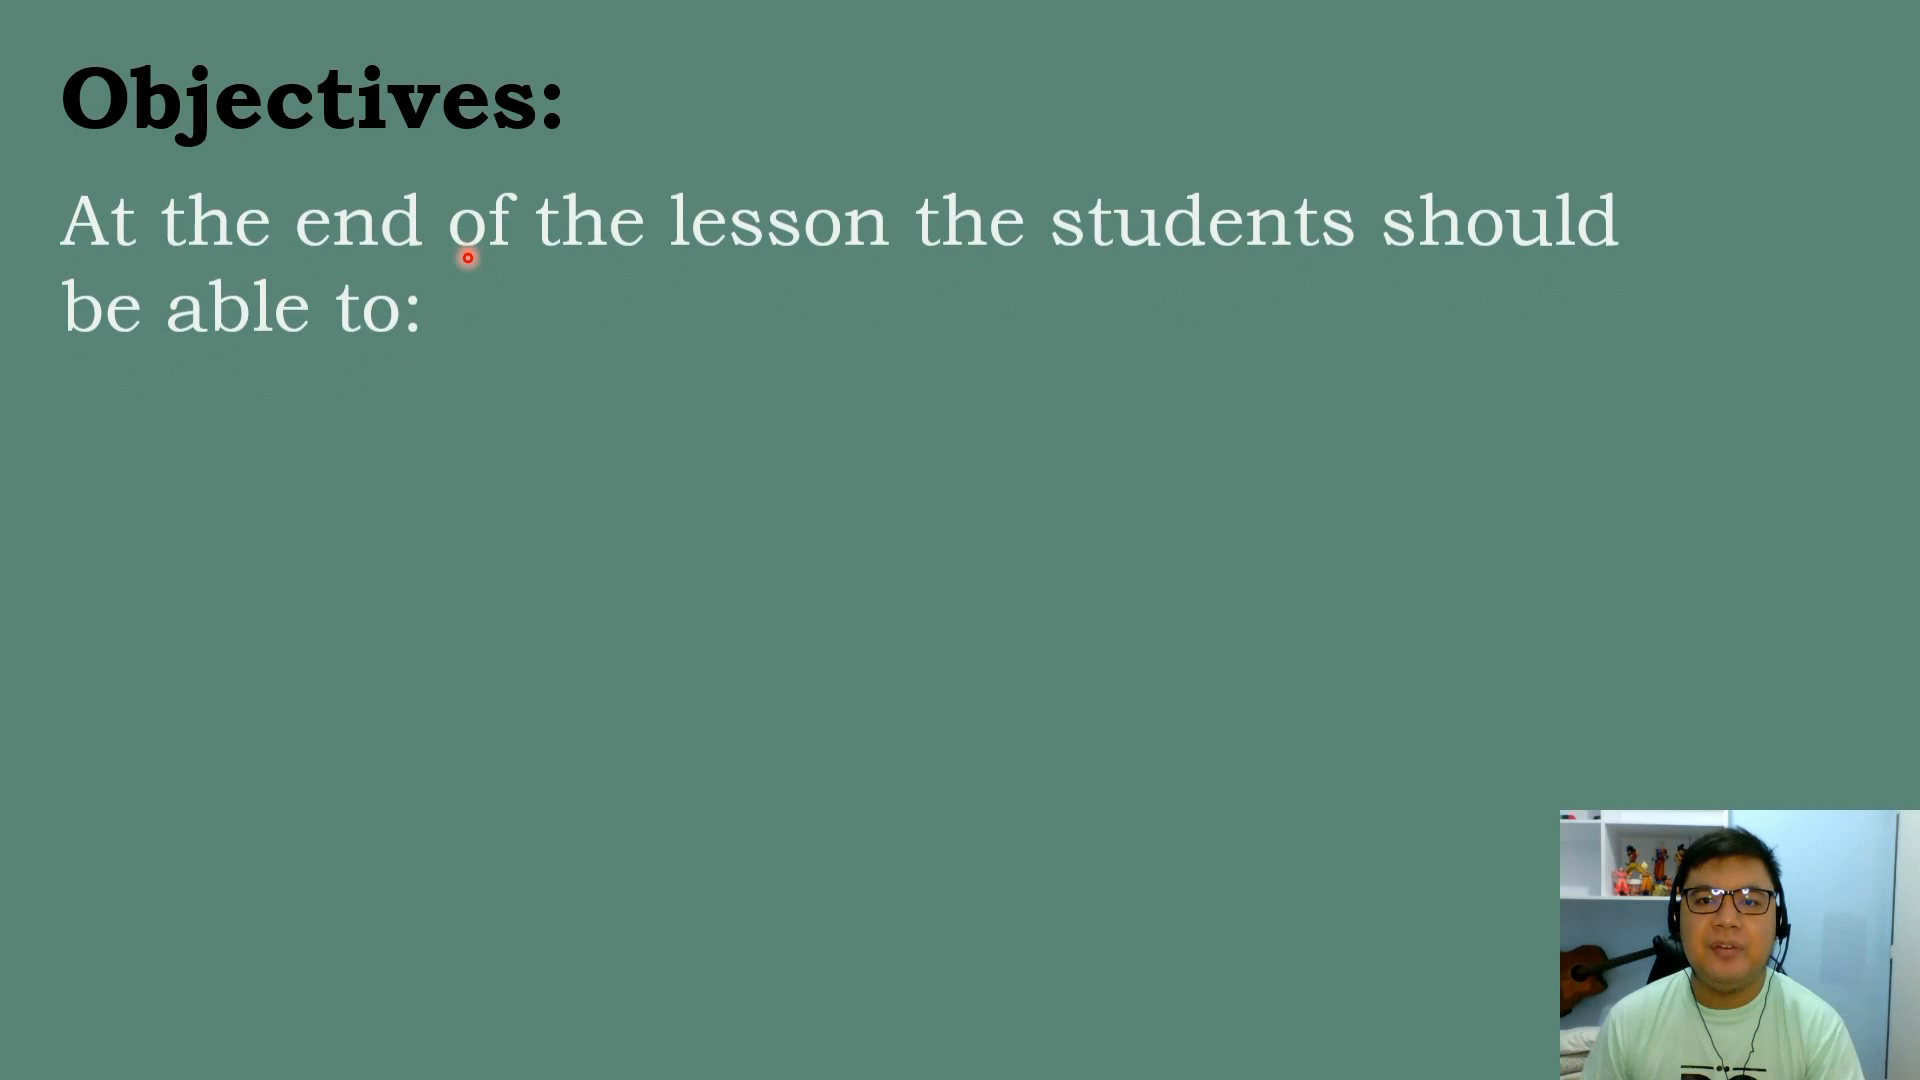 Objectives:
At the end of the lesson the students should
be able to: